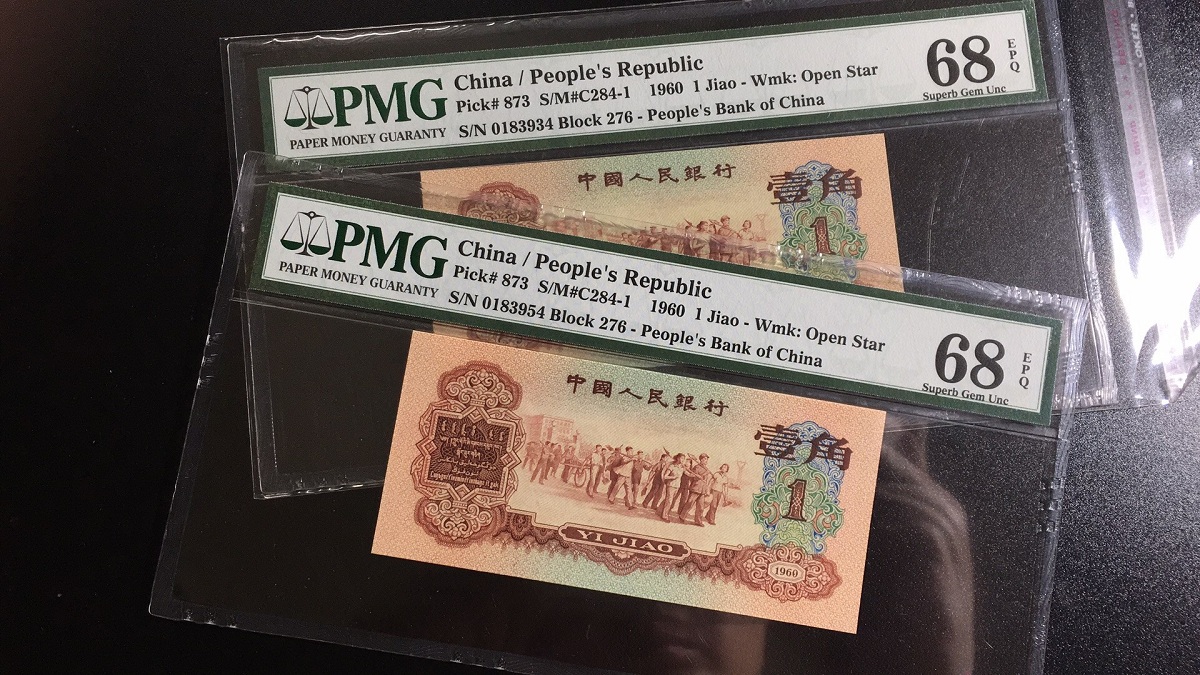 PMG
PAPER MONEY GUARANTY
China / People's Republic
Pick# 873 S/M#C284-1 1960 1 Jiao - Wmk: Open Star
S/N 0183934 Block 276 - People's Bank of China
68
EPQ
Superb Gem Unc
中國人民銀行
壹角
1
PMG
PAPER MONEY GUARANTY
China / People's Republic
Pick# 873 S/M#C284-1 1960 1 Jiao - Wmk: Open Star
S/N 0183954 Block 276 - People's Bank of China
68
EPQ
Superb Gem Unc
中國人民銀行
壹角
1
YI JIAO
1960